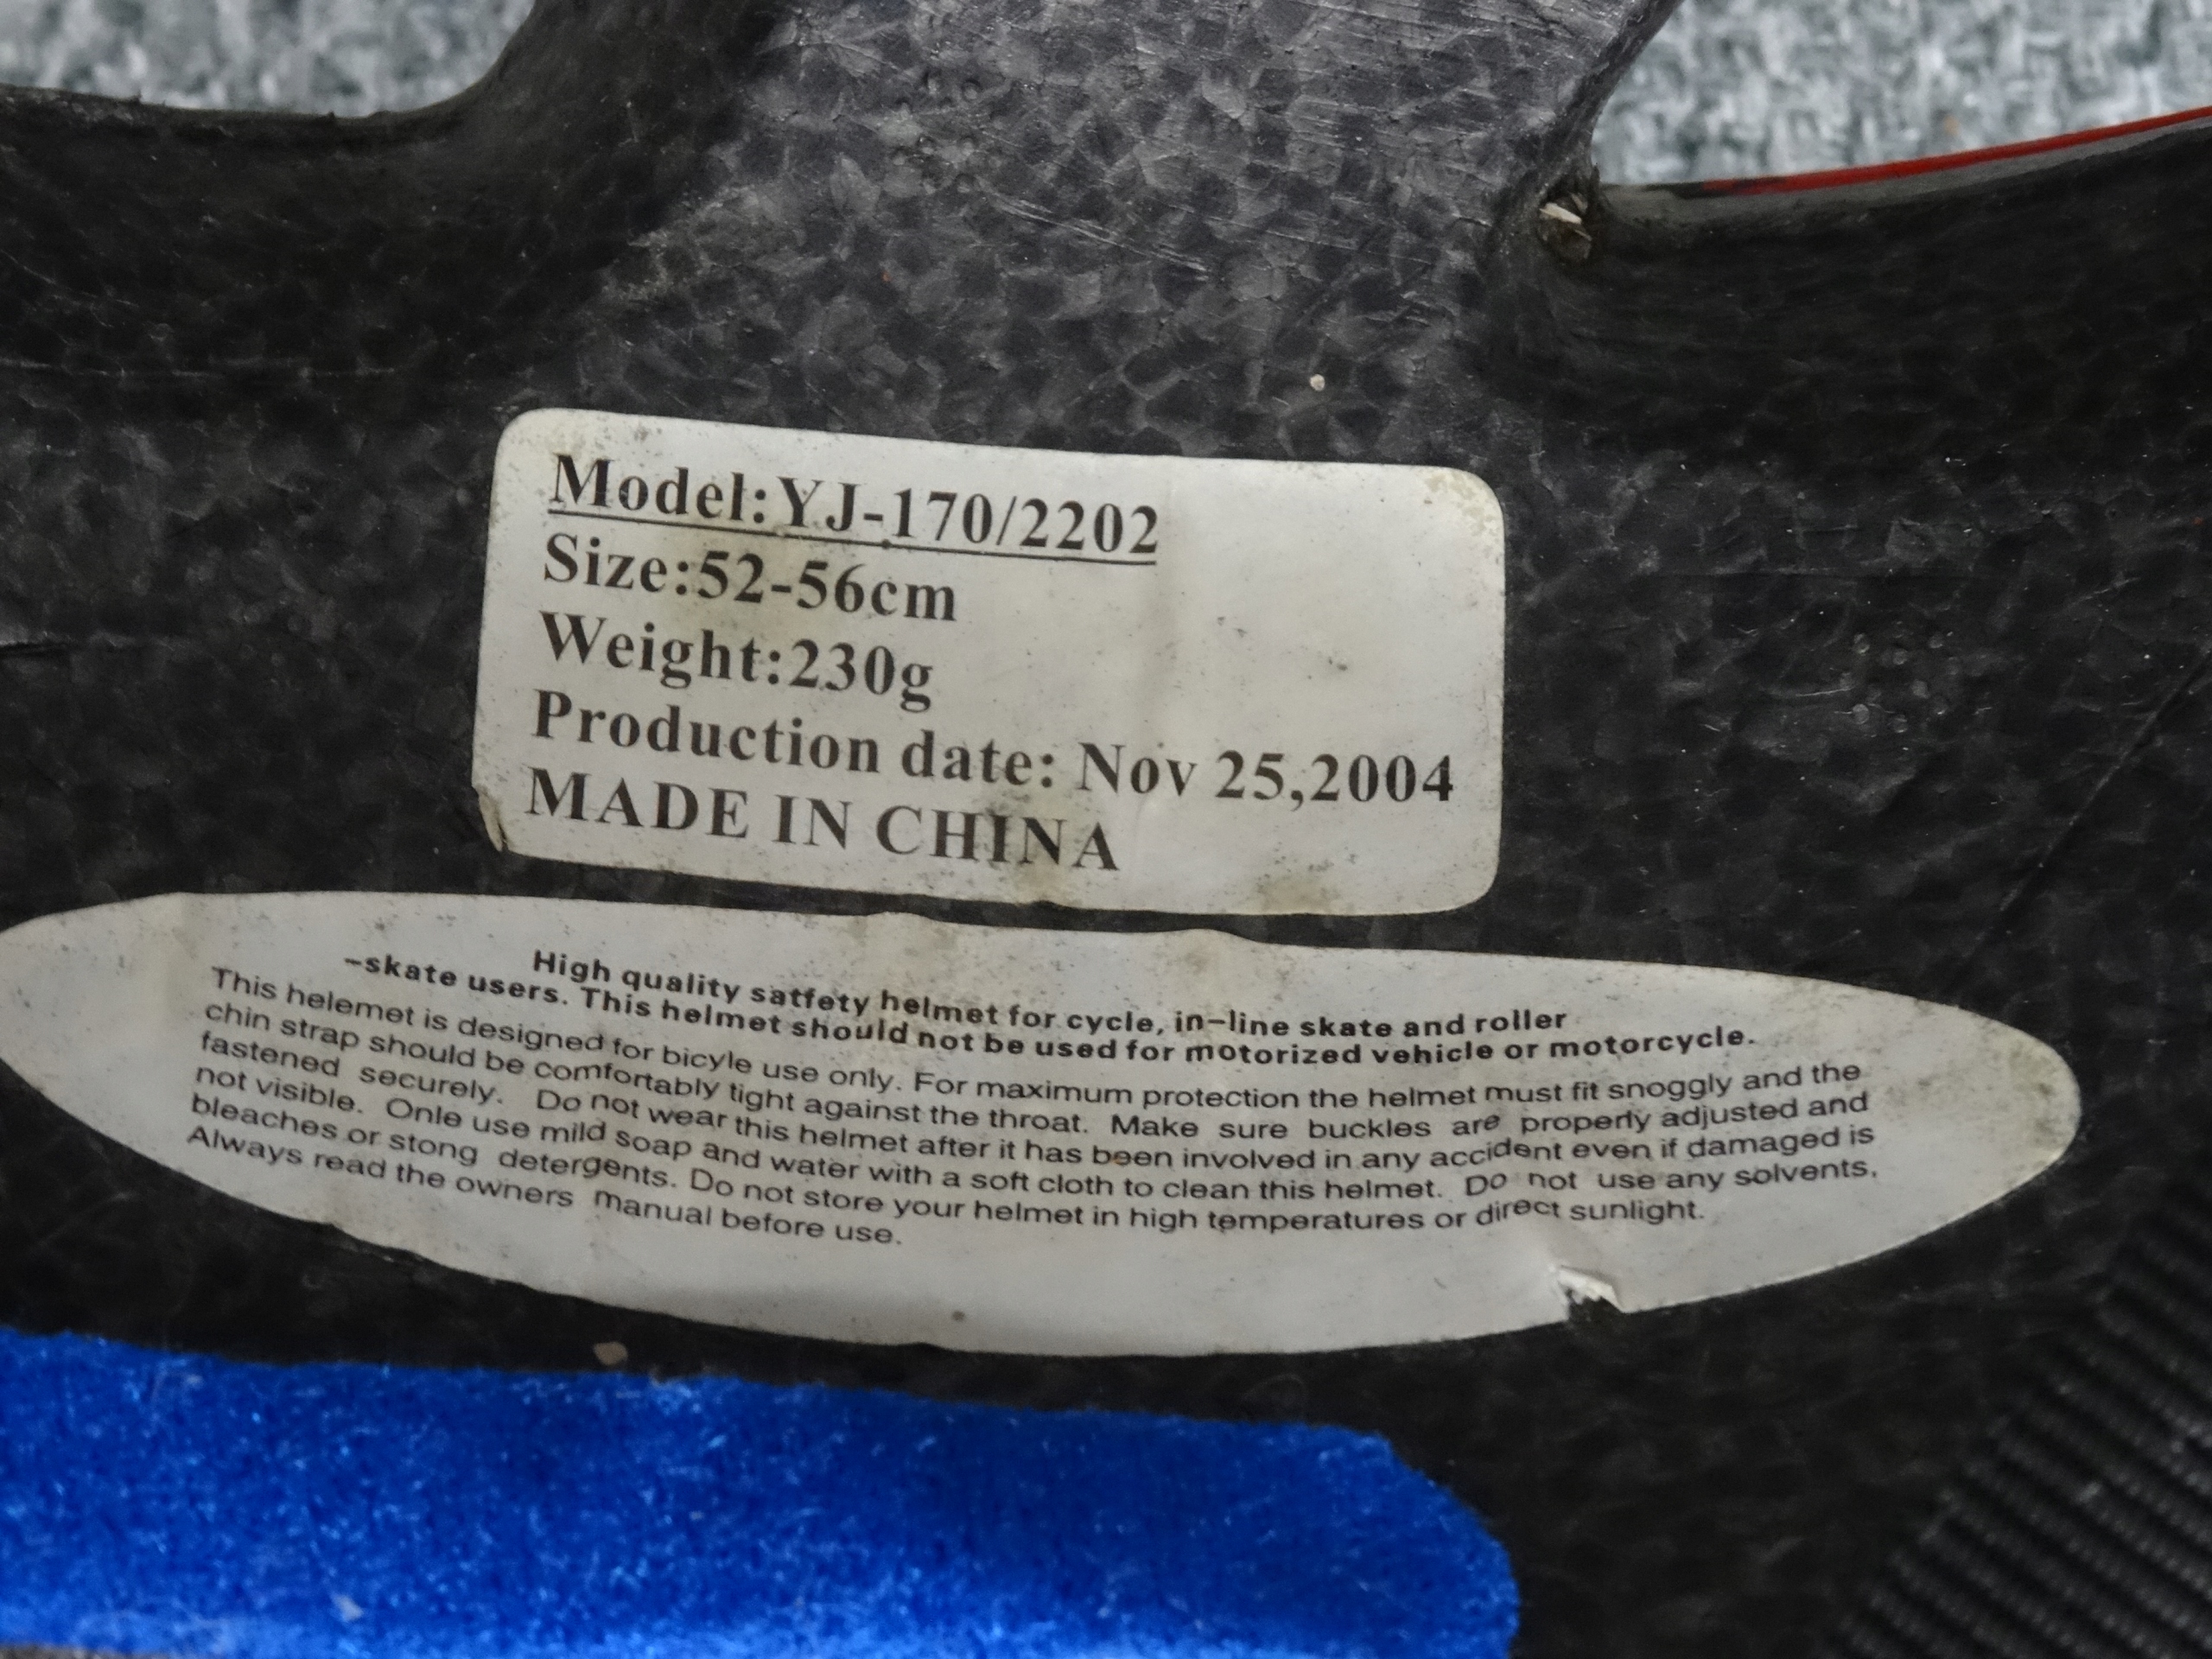 Model:YJ-170/2202
Size:52-56cm
Weight:230g
Production date: Nov 25,2004
MADE IN CHINA
High quality satfety helmet for cycle, in-line skate and roller
-skate users. This helmet should not be used for motorized vehicle or motorcycle.
This helemet is designed for bicyle use only. For maximum protection the helmet must fit snoggly and the
chin strap should be comfortably tight against the throat. Make sure buckles are properly adjusted and
fastened securely. Do not wear this helmet after it has been involved in any accident even if damaged is
not visible. Onle use mild soap and water with a soft cloth to clean this helmet. Do not use any solvents,
bleaches or stong detergents. Do not store your helmet in high temperatures or direct sunlight.
Always read the owners manual before use.